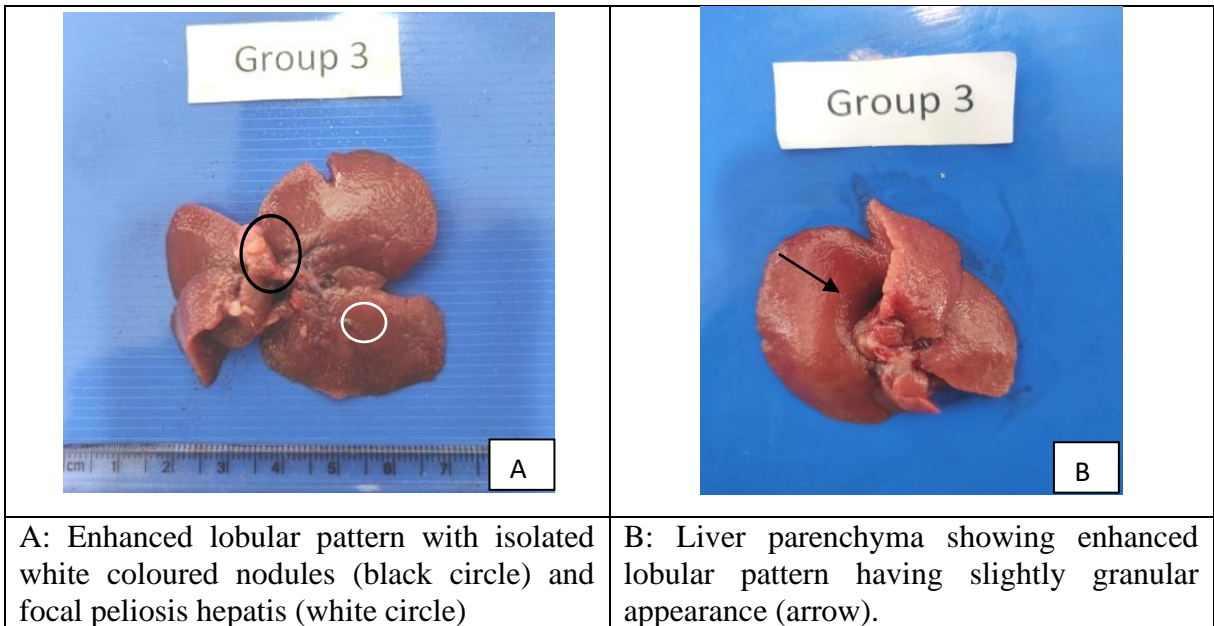 Group 3
cm 1 2 3 4 5 6 7
A
Group 3
B
A: Enhanced lobular pattern with isolated
white coloured nodules (black circle) and
focal peliosis hepatis (white circle)
B: Liver parenchyma showing enhanced
lobular pattern having slightly granular
appearance (arrow).